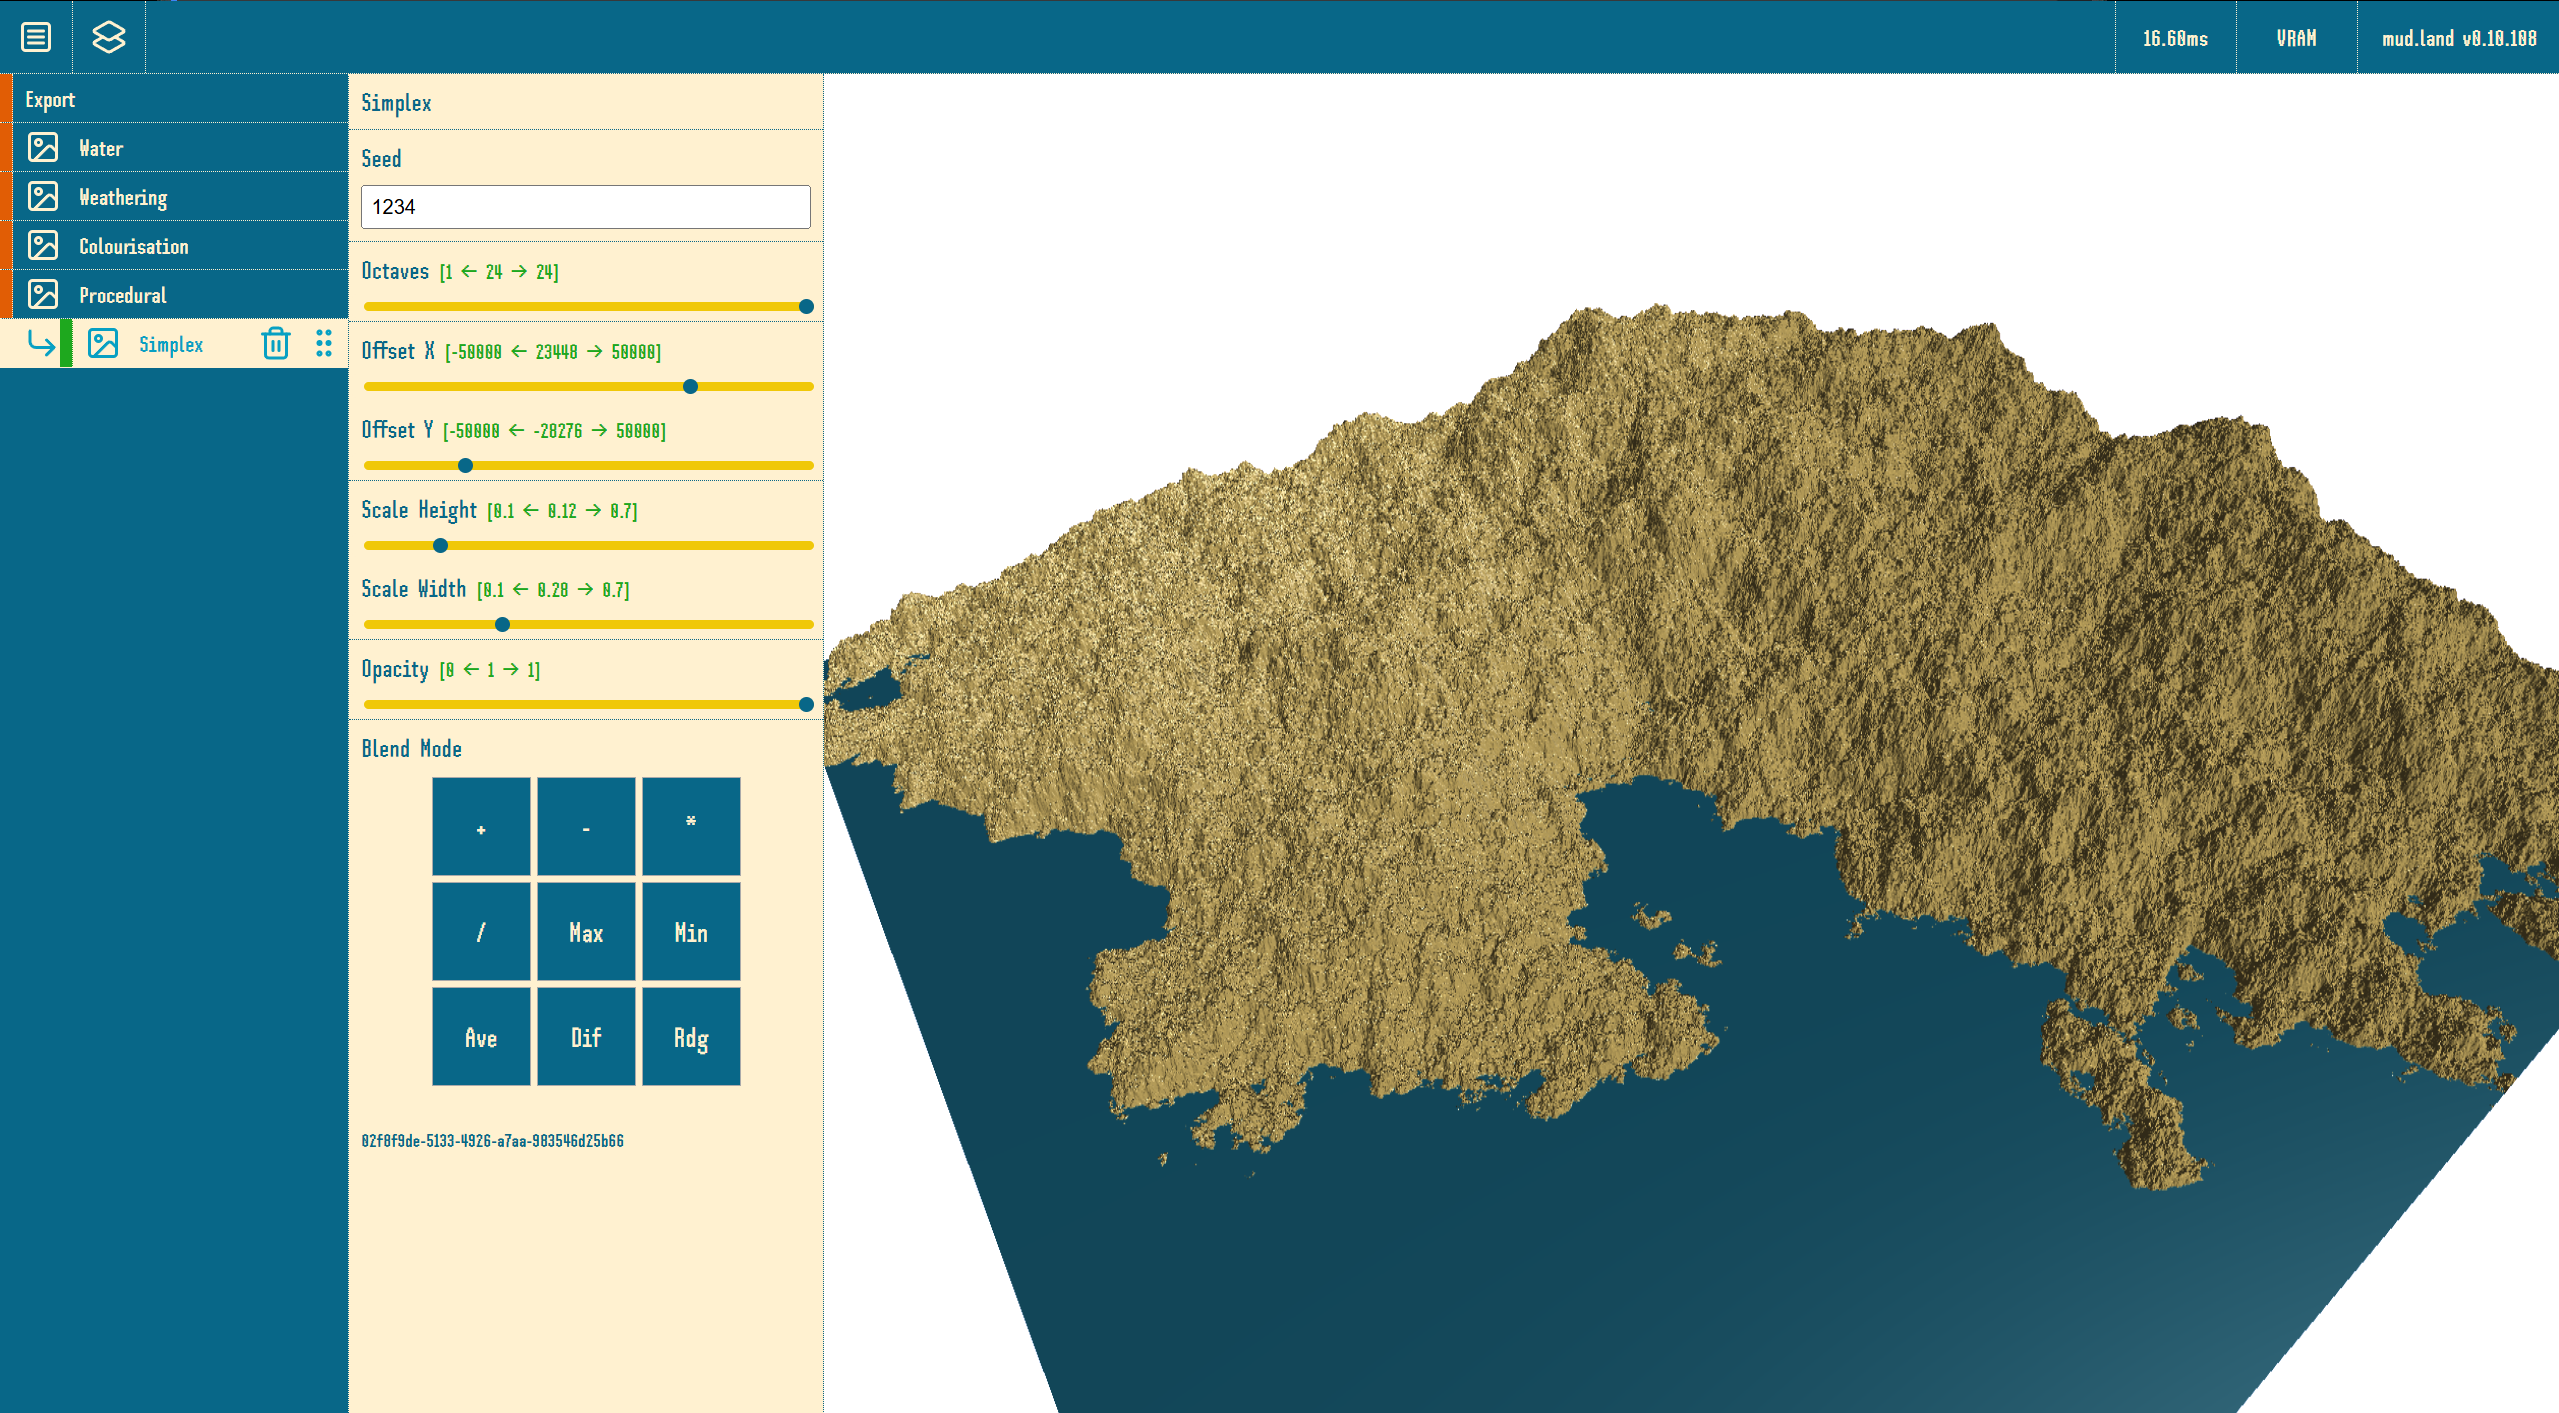 16.60ms
VRAM
mud.land v0.10.108
Export
Water
Weathering
Colourisation
Procedural
Simplex
Simplex
Seed
1234
Octaves [1 ← 24 → 24]
Offset X [-50000 ← 23448 → 50000]
Offset Y [-50000 ← -28276 → 50000]
Scale Height [0.1 ← 0.12 → 0.7]
Scale Width [0.1 ← 0.28 → 0.7]
Opacity [0 ← 1 → 1]
Blend Mode
+ - *
/ Max Min
Ave Dif Rdg
02f0f9de-5133-4926-a7aa-903546d25b66